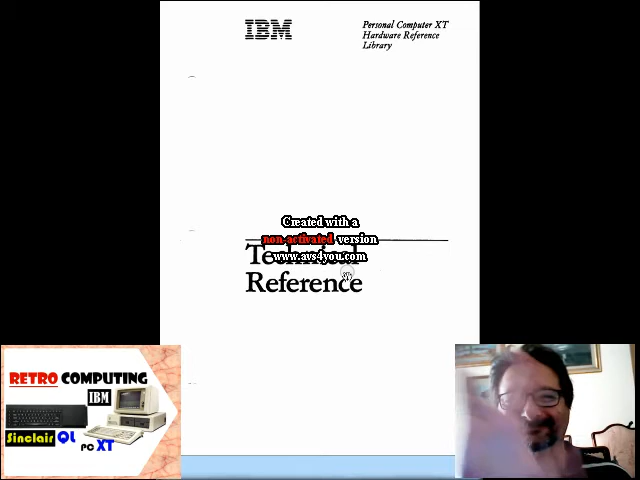 IBM
Personal Computer XT
Hardware Reference
Library
Created with a
non-activated version
www.avs4you.com
Technical
Reference
RETRO COMPUTING
IBM
Sinclair QL
PC XT